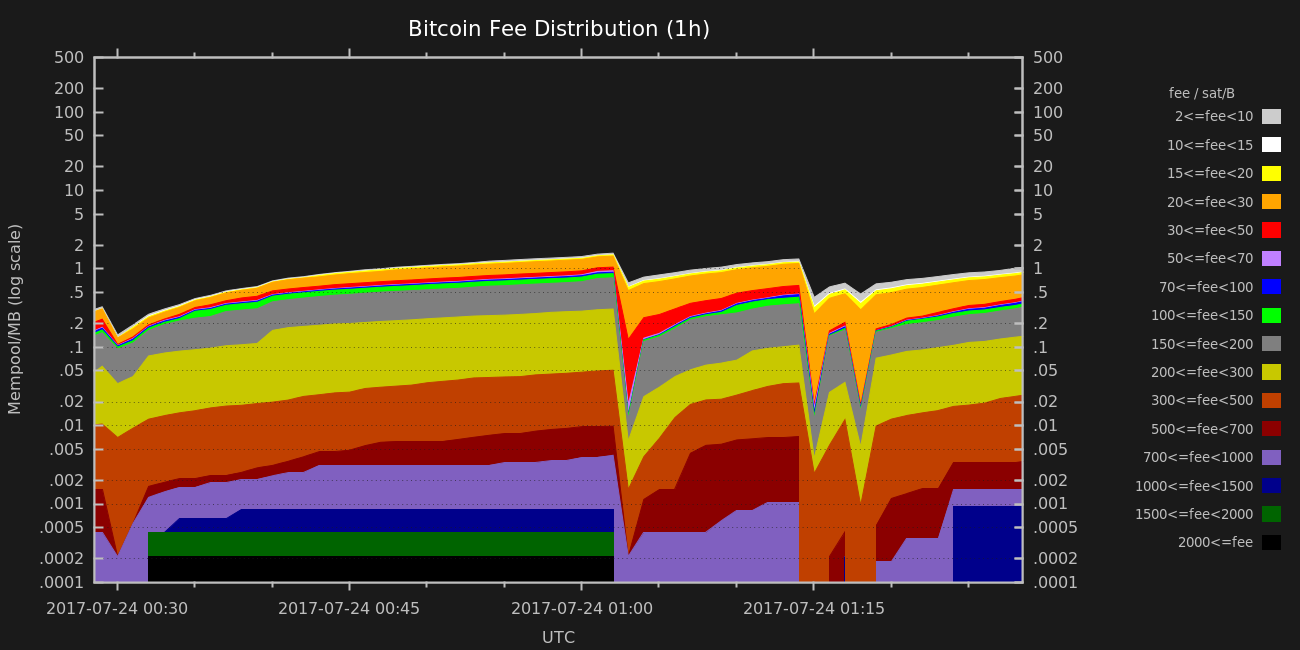 Bitcoin Fee Distribution (1h)
Mempool/MB (log scale)
500
200
100
50
20
10
5
2
1
.5
.2
.1
.05
.02
.01
.005
.002
.001
.0005
.0002
.0001
500
200
100
50
20
10
5
2
1
.5
.2
.1
.05
.02
.01
.005
.002
.001
.0005
.0002
.0001
2017-07-24 00:30
2017-07-24 00:45
2017-07-24 01:00
2017-07-24 01:15
UTC
fee / sat/B
2<=fee<10
10<=fee<15
15<=fee<20
20<=fee<30
30<=fee<50
50<=fee<70
70<=fee<100
100<=fee<150
150<=fee<200
200<=fee<300
300<=fee<500
500<=fee<700
700<=fee<1000
1000<=fee<1500
1500<=fee<2000
2000<=fee